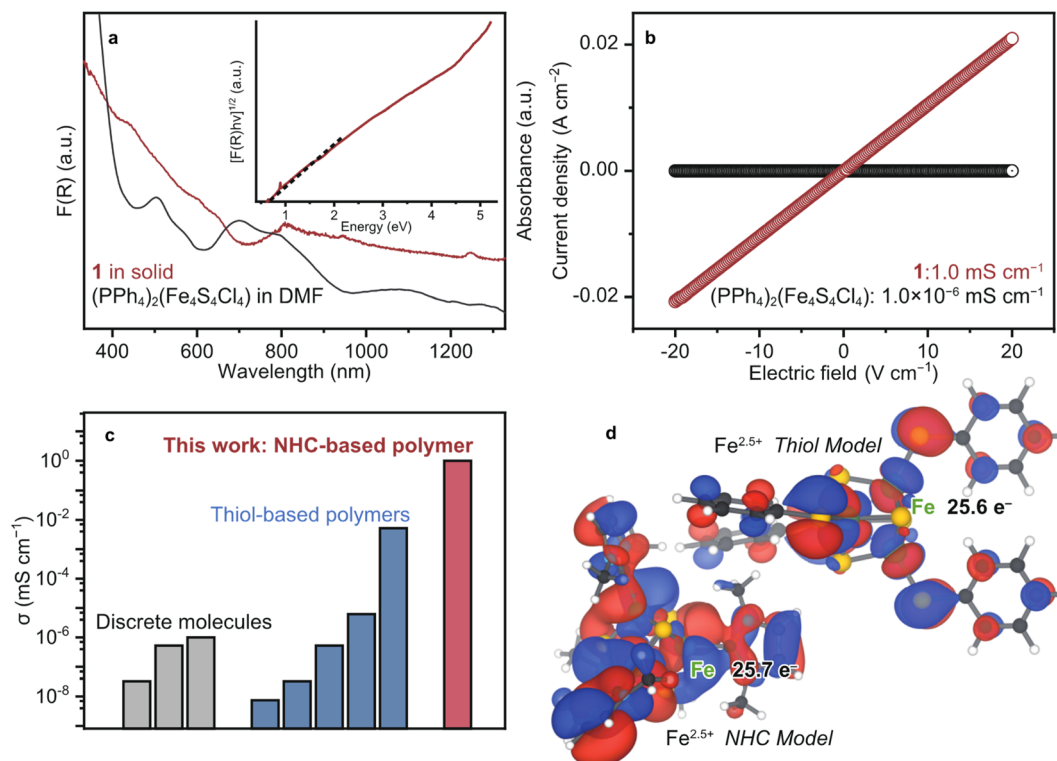 a
F(R) (a.u.)
[F(R)hν]1/2 (a.u.)
1
2
3
4
5
Energy (eV)
1 in solid
(PPh4)2(Fe4S4Cl4) in DMF
400
600
800
1000
1200
Wavelength (nm)
Absorbance (a.u.)
b
Current density (A cm−2)
0.02
0.00
-0.02
1:1.0 mS cm−1
(PPh4)2(Fe4S4Cl4): 1.0×10−6 mS cm−1
-20
-10
0
10
20
Electric field (V cm−1)
c
This work: NHC-based polymer
Thiol-based polymers
Discrete molecules
σ (mS cm−1)
100
10−2
10−4
10−6
10−8
d
Fe2.5+ Thiol Model
Fe 25.6 e−
Fe 25.7 e−
Fe2.5+ NHC Model